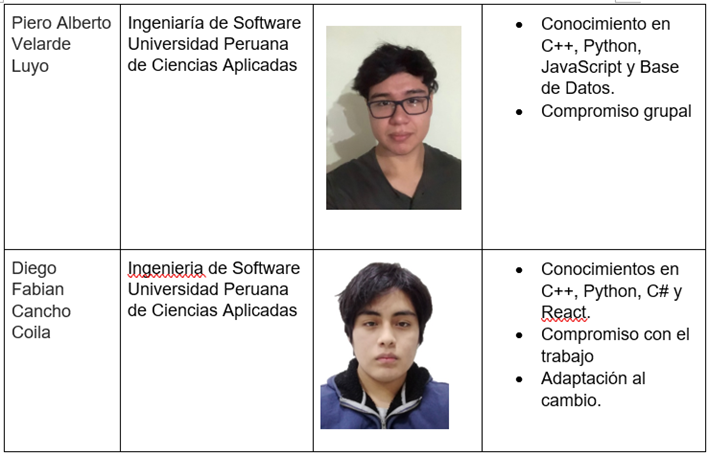 Piero Alberto
Velarde
Luyo
Ingeniaría de Software
Universidad Peruana
de Ciencias Aplicadas
• Conocimiento en
C++, Python,
JavaScript y Base
de Datos.
• Compromiso grupal
Diego
Fabian
Cancho
Coila
Ingenieria de Software
Universidad Peruana
de Ciencias Aplicadas
• Conocimientos en
C++, Python, C# y
React.
• Compromiso con el
trabajo
• Adaptación al
cambio.